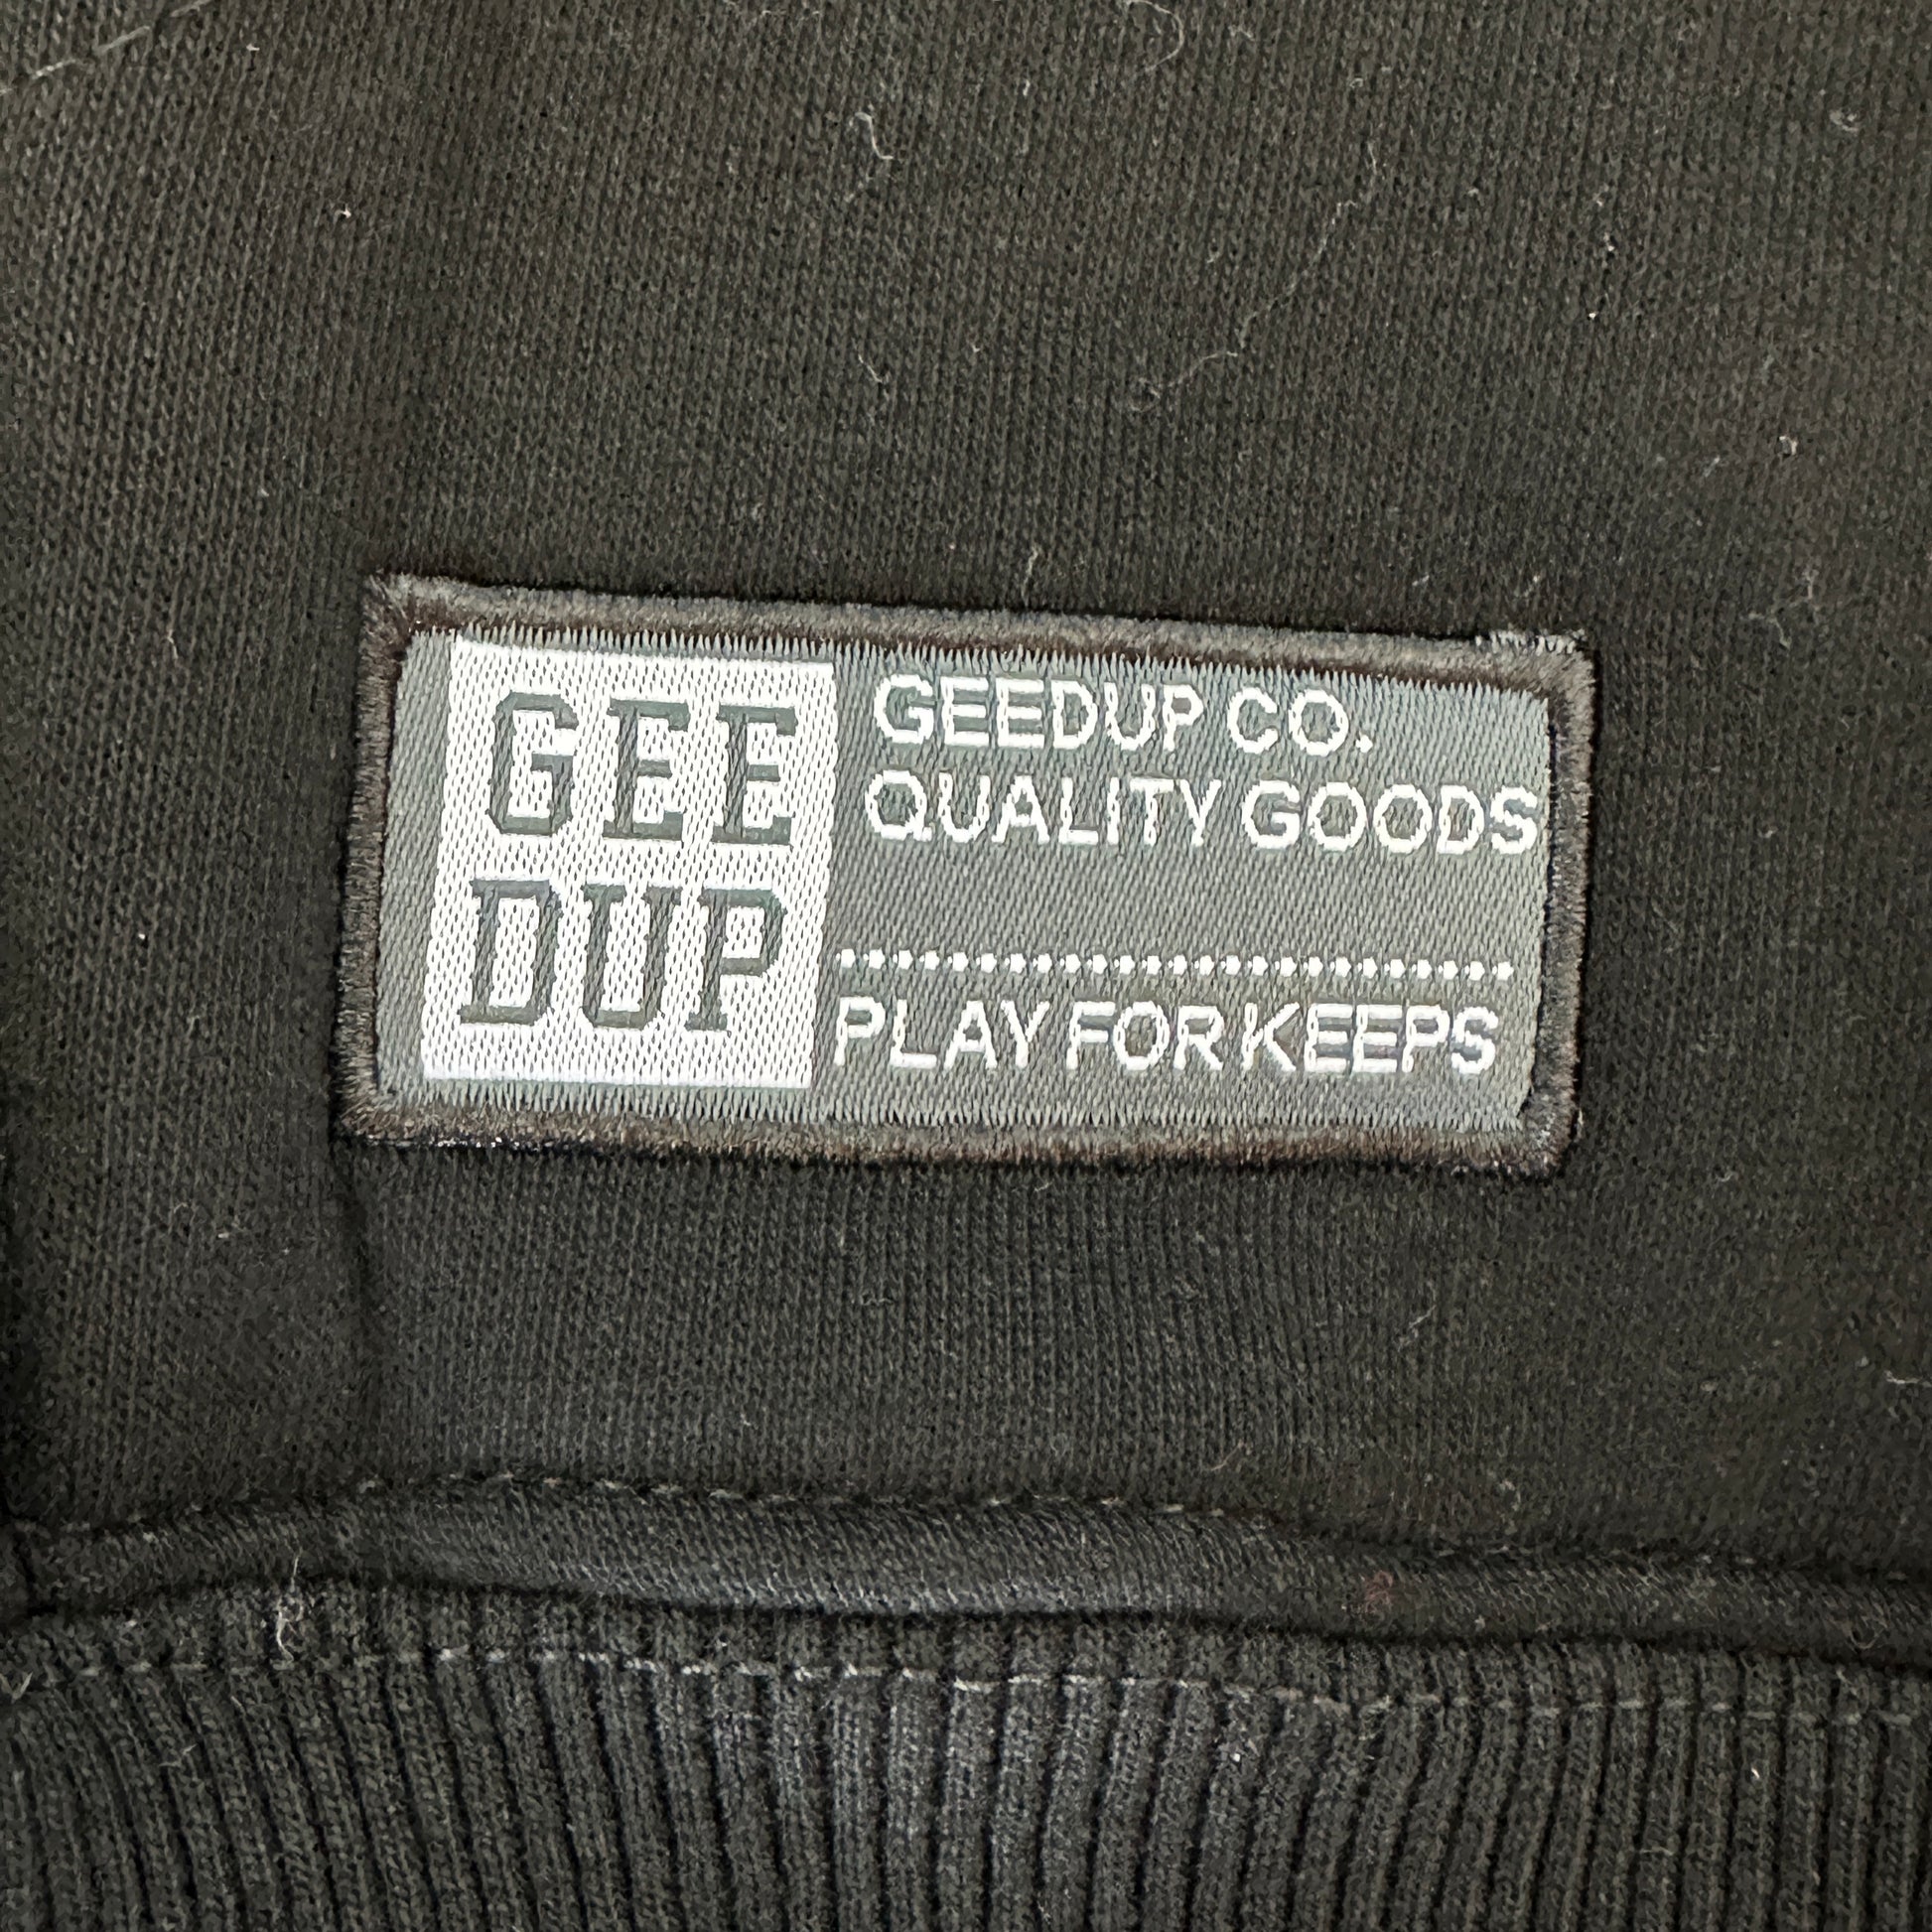 GEE
DUP
GEEDUP CO.
QUALITY GOODS
PLAY FOR KEEPS